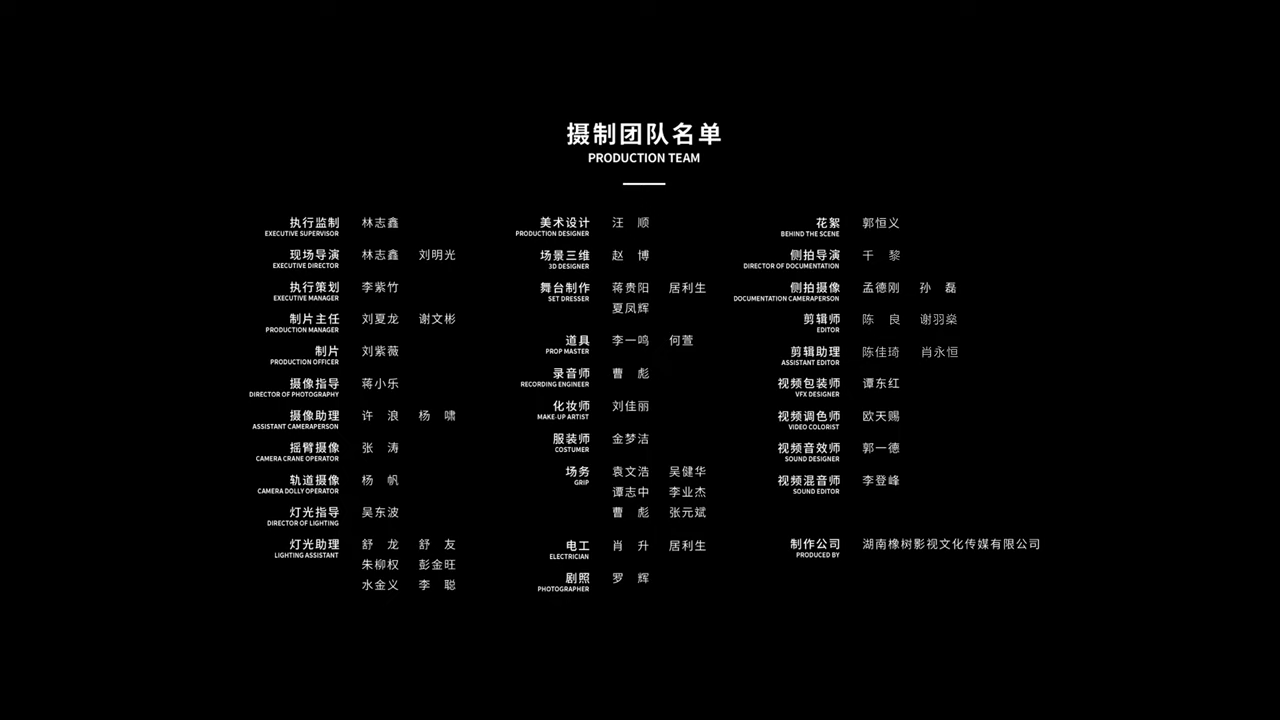 摄制团队名单
PRODUCTION TEAM
执行监制 林志鑫
EXECUTIVE SUPERVISOR
现场导演 林志鑫 刘明光
EXECUTIVE DIRECTOR
执行策划 李紫竹
EXECUTIVE MANAGER
制片主任 刘夏龙 谢文彬
PRODUCTION MANAGER
制片 刘紫薇
PRODUCTION OFFICER
摄像指导 蒋小乐
DIRECTOR OF PHOTOGRAPHY
摄像助理 许 浪 杨 啸
ASSISTANT CAMERAPERSON
摇臂摄像 张 涛
CAMERA CRANE OPERATOR
轨道摄像 杨 帆
CAMERA DOLLY OPERATOR
灯光指导 吴东波
DIRECTOR OF LIGHTING
灯光助理 舒 龙 舒 友
LIGHTING ASSISTANT
朱柳权 彭金旺
水金义 李 聪
美术设计 汪 顺
PRODUCTION DESIGNER
场景三维 赵 博
3D DESIGNER
舞台制作 蒋贵阳 居利生
SET DRESSER
夏凤辉
道具 李一鸣 何萱
PROP MASTER
录音师 曹 彪
RECORDING ENGINEER
化妆师 刘佳丽
MAKE-UP ARTIST
服装师 金梦洁
COSTUMER
场务 袁文浩 吴健华
GRIP
谭志中 李业杰
曹 彪 张元斌
电工 肖 升 居利生
ELECTRICIAN
剧照 罗 辉
PHOTOGRAPHER
花絮 郭恒义
BEHIND THE SCENE
侧拍导演 千 黎
DIRECTOR OF DOCUMENTATION
侧拍摄像 孟德刚 孙 磊
DOCUMENTATION CAMERAPERSON
剪辑师 陈 良 谢羽燊
EDITOR
剪辑助理 陈佳琦 肖永恒
ASSISTANT EDITOR
视频包装师 谭东红
VFX DESIGNER
视频调色师 欧天赐
VIDEO COLORIST
视频音效师 郭一德
SOUND DESIGNER
视频混音师 李登峰
SOUND EDITOR
制作公司 湖南橡树影视文化传媒有限公司
PRODUCED BY